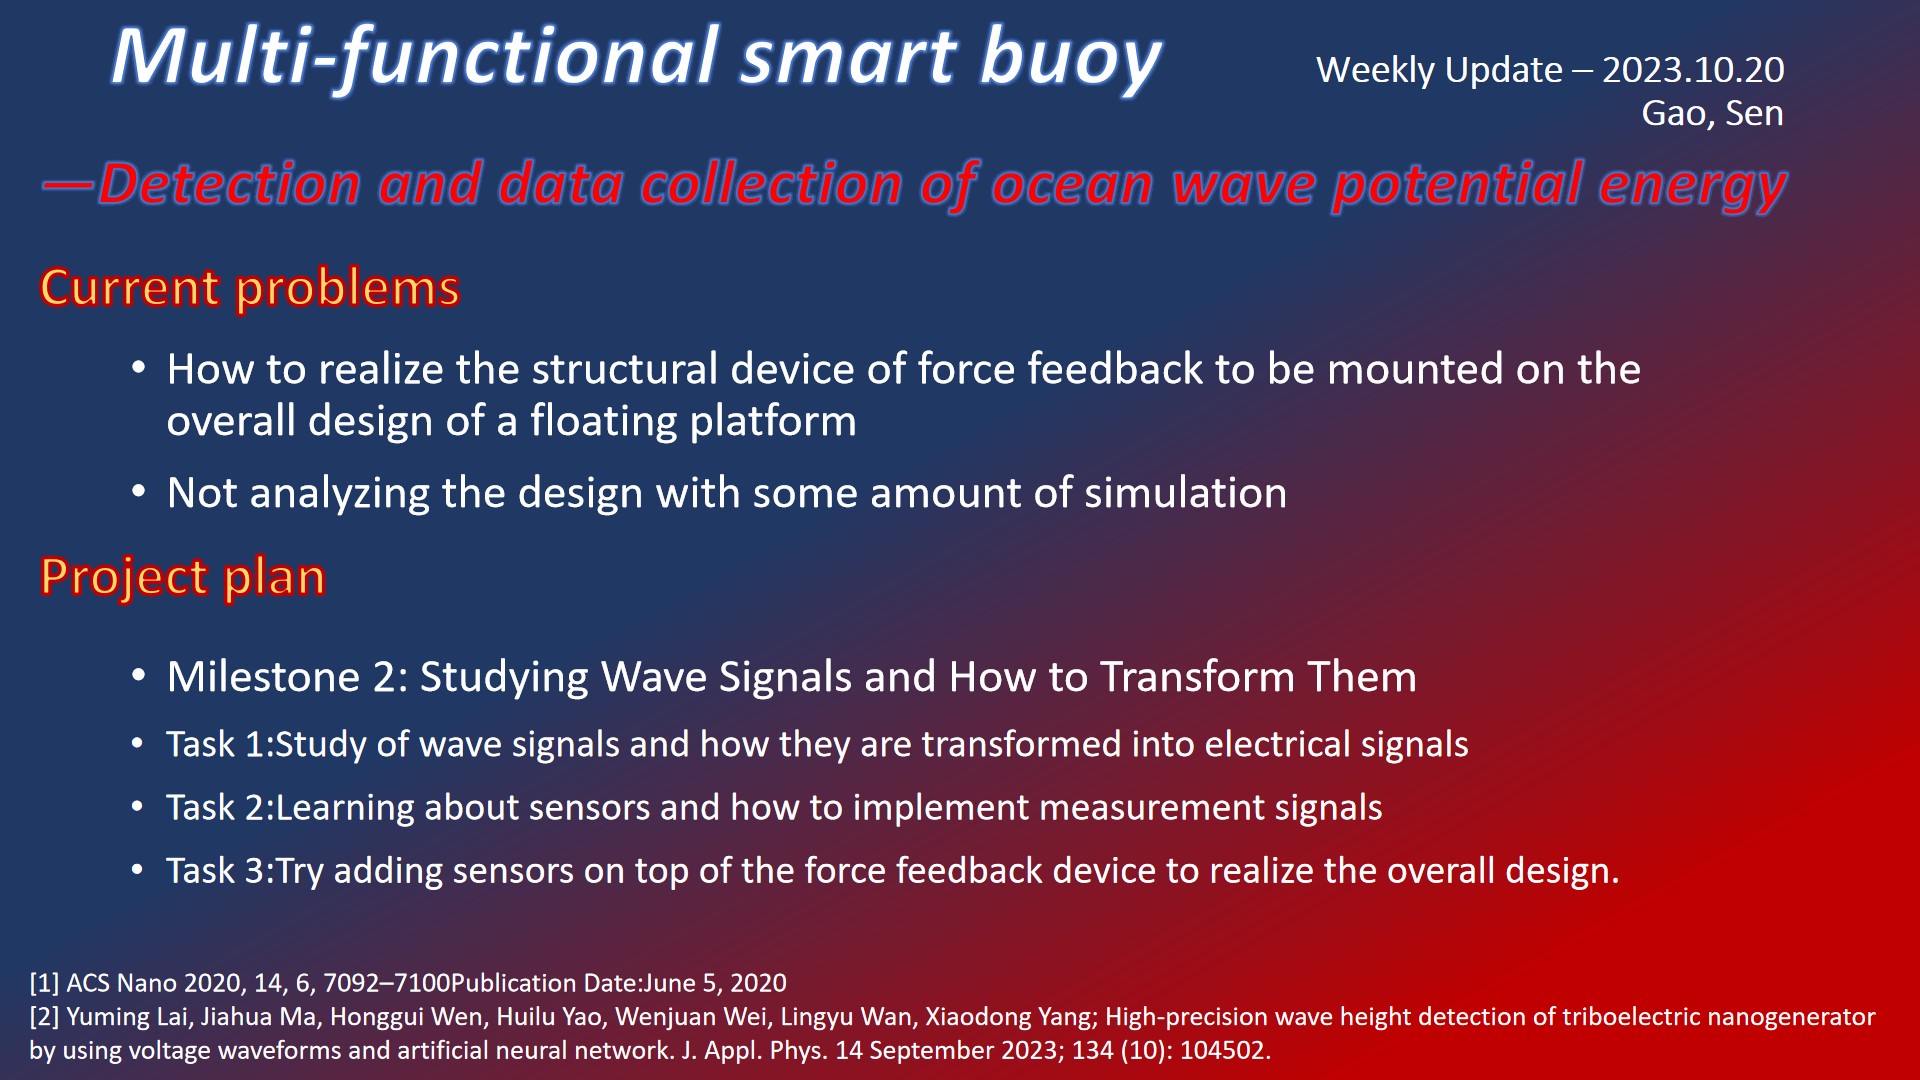 Multi-functional smart buoy
Weekly Update – 2023.10.20
Gao, Sen
—Detection and data collection of ocean wave potential energy
Current problems
• How to realize the structural device of force feedback to be mounted on the
overall design of a floating platform
• Not analyzing the design with some amount of simulation
Project plan
• Milestone 2: Studying Wave Signals and How to Transform Them
• Task 1:Study of wave signals and how they are transformed into electrical signals
• Task 2:Learning about sensors and how to implement measurement signals
• Task 3:Try adding sensors on top of the force feedback device to realize the overall design.
[1] ACS Nano 2020, 14, 6, 7092–7100Publication Date:June 5, 2020
[2] Yuming Lai, Jiahua Ma, Honggui Wen, Huilu Yao, Wenjuan Wei, Lingyu Wan, Xiaodong Yang; High-precision wave height detection of triboelectric nanogenerator
by using voltage waveforms and artificial neural network. J. Appl. Phys. 14 September 2023; 134 (10): 104502.